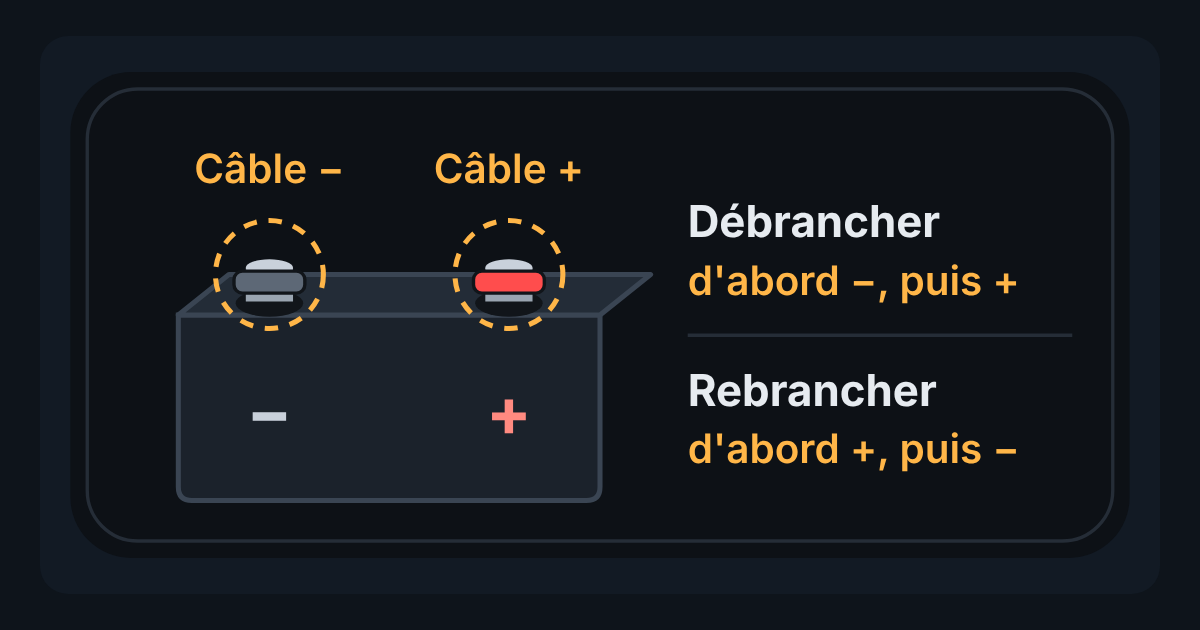 Câble –
Câble +
Débrancher
d'abord –, puis +
Rebrancher
d'abord +, puis –
–
+